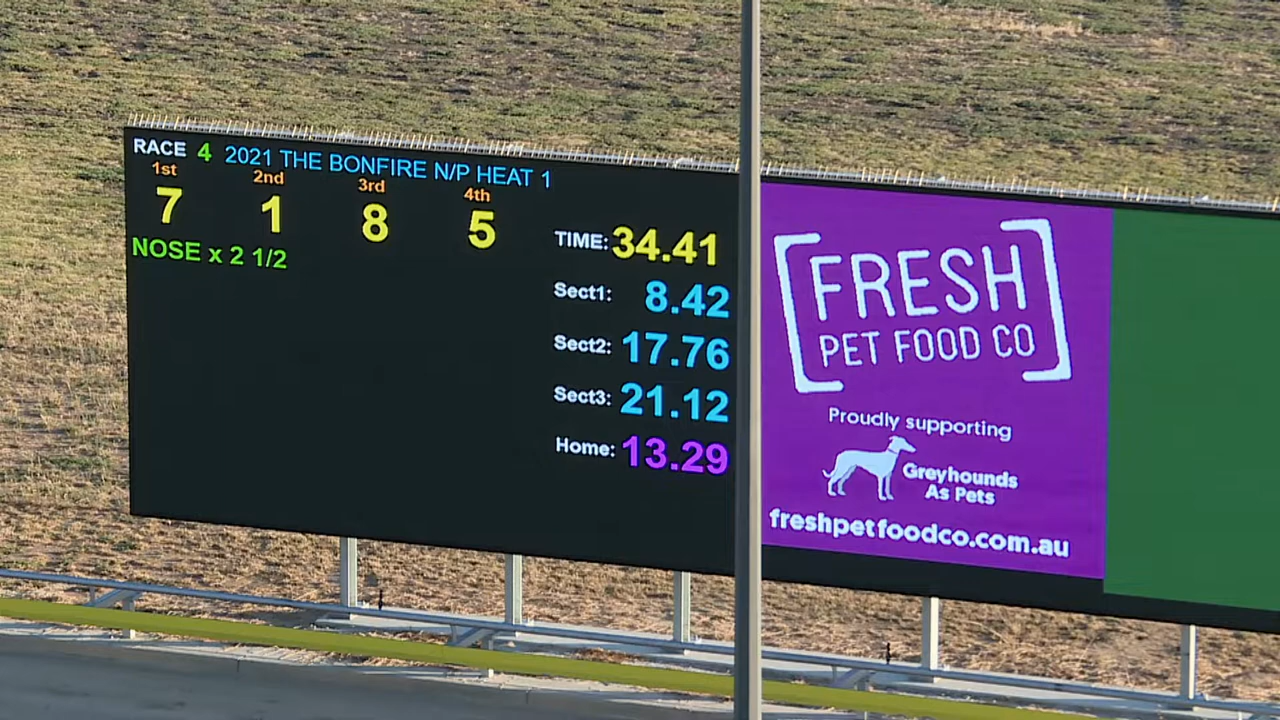 RACE 4 2021 THE BONFIRE N/P HEAT 1
1st 2nd 3rd 4th
7 1 8 5
NOSE x 2 1/2
TIME: 34.41
Sect1: 8.42
Sect2: 17.76
Sect3: 21.12
Home: 13.29
FRESH
PET FOOD CO
Proudly supporting
Greyhounds
As Pets
freshpetfoodco.com.au